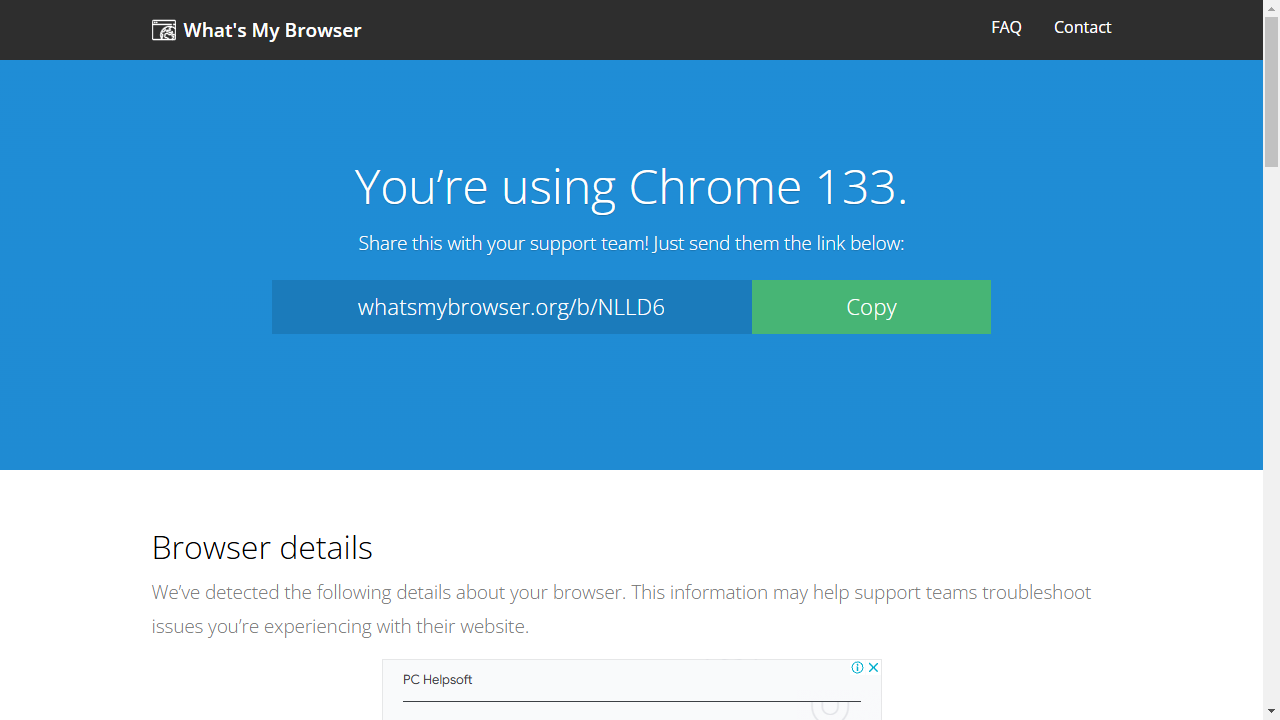 What's My Browser
FAQ
Contact
You’re using Chrome 133.
Share this with your support team! Just send them the link below:
whatsmybrowser.org/b/NLLD6
Copy
Browser details
We’ve detected the following details about your browser. This information may help support teams troubleshoot
issues you’re experiencing with their website.
PC Helpsoft